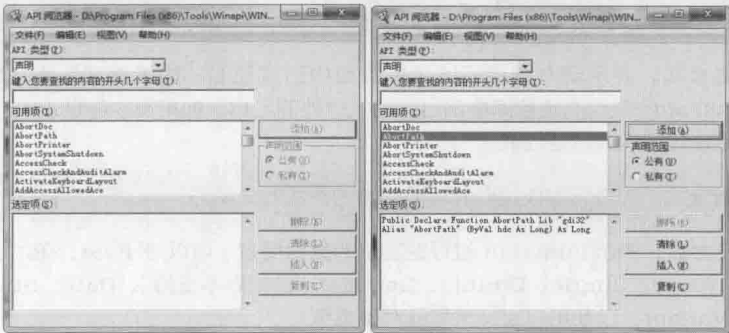 API 阅览器 - D:\Program Files (x86)\Tools\Winapi\WIN...
文件(F) 编辑(E) 视图(V) 帮助(H)
API 类型(P):
声明
键入您要查找的内容的开头几个字母(T):
可用项(I):
AbortDoc
AbortPath
AbortPrinter
AbortSystemShutdown
AccessCheck
AccessCheckAndAuditAlarm
ActivateKeyboardLayout
AddAccessAllowedAce
添加(A)
声明范围
公有(U)
私有(V)
选定项(S):
删除(R)
清除(L)
插入(N)
复制(C)
API 阅览器 - D:\Program Files (x86)\Tools\Winapi\WIN...
文件(F) 编辑(E) 视图(V) 帮助(H)
API 类型(P):
声明
键入您要查找的内容的开头几个字母(T):
可用项(I):
AbortDoc
AbortPath
AbortPrinter
AbortSystemShutdown
AccessCheck
AccessCheckAndAuditAlarm
ActivateKeyboardLayout
AddAccessAllowedAce
添加(A)
声明范围
公有(U)
私有(V)
选定项(S):
Public Declare Function AbortPath Lib "gdi32"
Alias "AbortPath" (ByVal hdc As Long) As Long
删除(R)
清除(L)
插入(N)
复制(C)